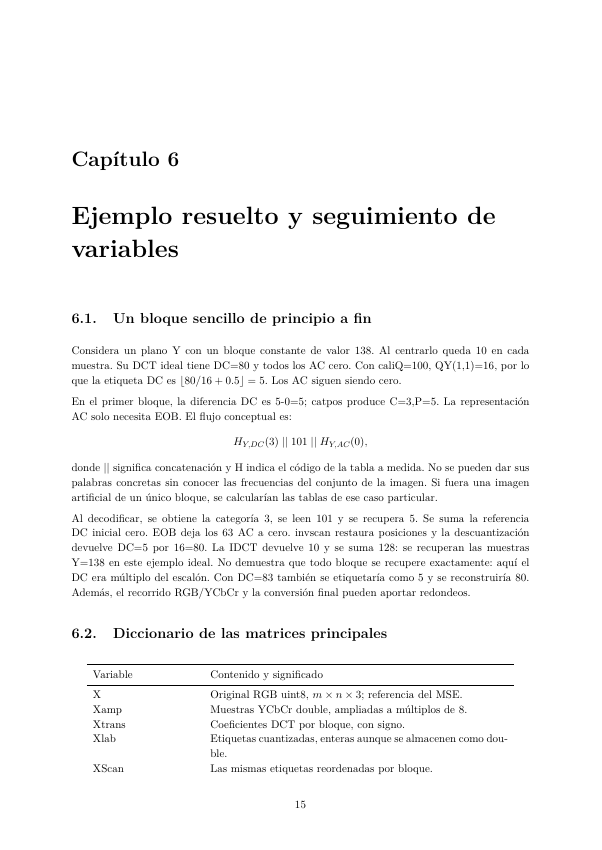 Capítulo 6
Ejemplo resuelto y seguimiento de
variables
6.1. Un bloque sencillo de principio a fin
Considera un plano Y con un bloque constante de valor 138. Al centrarlo queda 10 en cada
muestra. Su DCT ideal tiene DC=80 y todos los AC cero. Con caliQ=100, QY(1,1)=16, por lo
que la etiqueta DC es ⌊80/16 + 0.5⌋ = 5. Los AC siguen siendo cero.
En el primer bloque, la diferencia DC es 5-0=5; catpos produce C=3,P=5. La representación
AC solo necesita EOB. El flujo conceptual es:
H_{Y,DC}(3) || 101 || H_{Y,AC}(0),
donde || significa concatenación y H indica el código de la tabla a medida. No se pueden dar sus
palabras concretas sin conocer las frecuencias del conjunto de la imagen. Si fuera una imagen
artificial de un único bloque, se calcularían las tablas de ese caso particular.
Al decodificar, se obtiene la categoría 3, se leen 101 y se recupera 5. Se suma la referencia
DC inicial cero. EOB deja los 63 AC a cero. invscan restaura posiciones y la descuantización
devuelve DC=5 por 16=80. La IDCT devuelve 10 y se suma 128: se recuperan las muestras
Y=138 en este ejemplo ideal. No demuestra que todo bloque se recupere exactamente: aquí el
DC era múltiplo del escalón. Con DC=83 también se etiquetaría como 5 y se reconstruiría 80.
Además, el recorrido RGB/YCbCr y la conversión final pueden aportar redondeos.
6.2. Diccionario de las matrices principales
Variable Contenido y significado
X Original RGB uint8, m × n × 3; referencia del MSE.
Xamp Muestras YCbCr double, ampliadas a múltiplos de 8.
Xtrans Coeficientes DCT por bloque, con signo.
Xlab Etiquetas cuantizadas, enteras aunque se almacenen como dou-
ble.
XScan Las mismas etiquetas reordenadas por bloque.
15